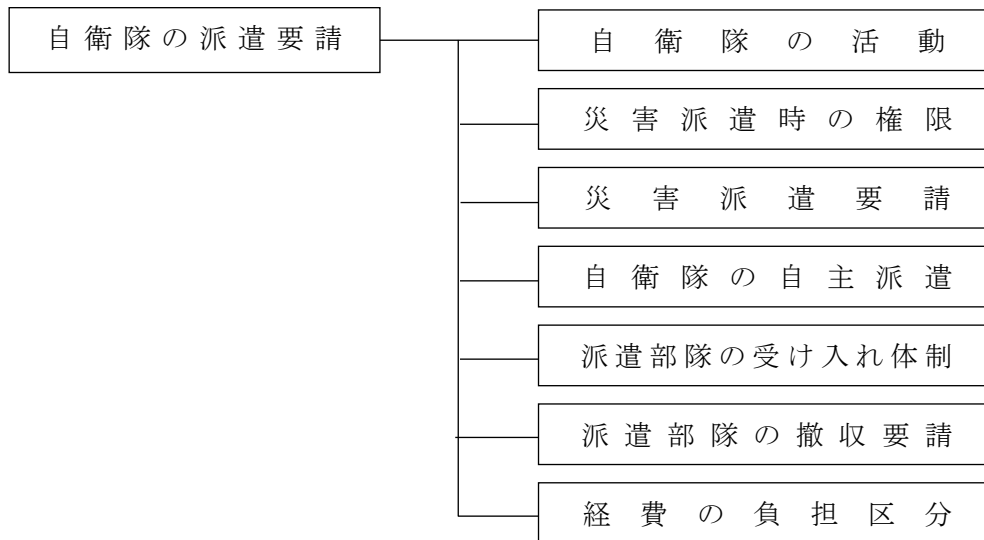 自衛隊の派遣要請
自衛隊の活動
災害派遣時の権限
災害派遣要請
自衛隊の自主派遣
派遣部隊の受け入れ体制
派遣部隊の撤収要請
経費の負担区分